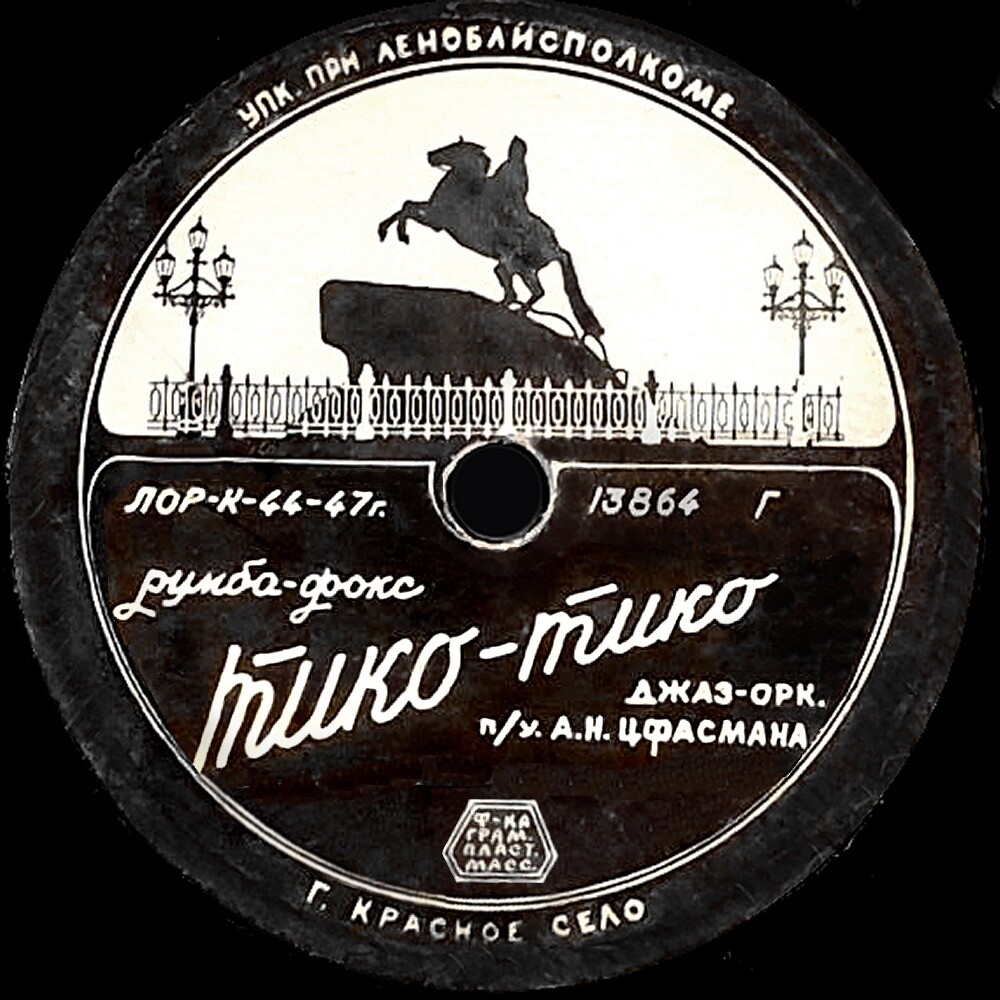 УПК. ПРИ ЛЕНОБЛИСПОЛКОМЕ
ЛОР-К-44-47г. 13864 Г
румба-фокс
Тико-тико
ДЖАЗ-ОРК.
п/у. А.Н. ЦФАСМАНА
Ф-КА
ГРАМ.
ПЛАСТ.
МАСС.
Г. КРАСНОЕ СЕЛО